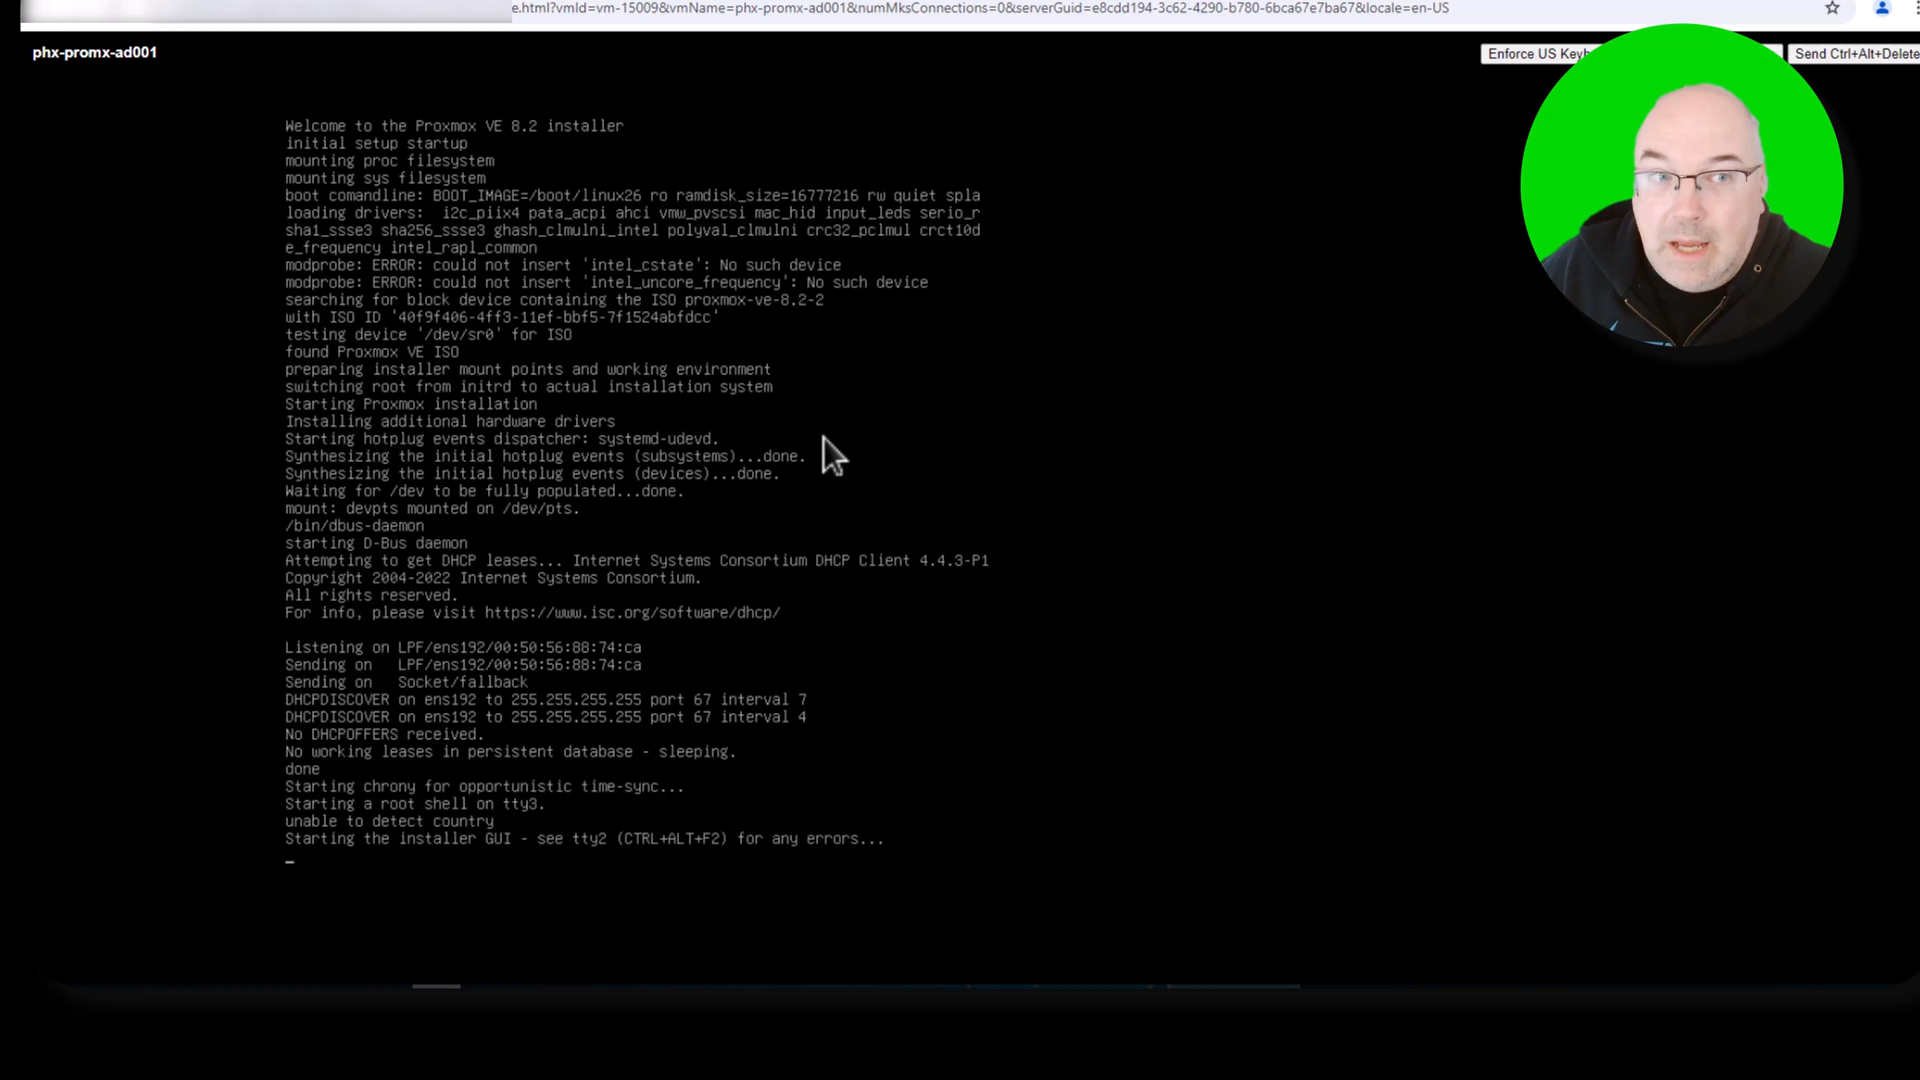 e.html?vmId=vm-15009&vmName=phx-promx-ad001&numMksConnections=0&serverGuid=e8cdd194-3c62-4290-b780-6bca67e7ba67&locale=en-US
phx-promx-ad001
Enforce US Keyb
Send Ctrl+Alt+Delete
Welcome to the Proxmox VE 8.2 installer
initial setup startup
mounting proc filesystem
mounting sys filesystem
boot comandline: BOOT_IMAGE=/boot/linux26 ro ramdisk_size=16777216 rw quiet spla
loading drivers:  i2c_piix4 pata_acpi ahci vmw_pvscsi mac_hid input_leds serio_r
sha1_ssse3 sha256_ssse3 ghash_clmulni_intel polyval_clmulni crc32_pclmul crct10d
e_frequency intel_rapl_common
modprobe: ERROR: could not insert 'intel_cstate': No such device
modprobe: ERROR: could not insert 'intel_uncore_frequency': No such device
searching for block device containing the ISO proxmox-ve-8.2-2
with ISO ID '40f9f406-4ff3-11ef-bbf5-7f1524abfdcc'
testing device '/dev/sr0' for ISO
found Proxmox VE ISO
preparing installer mount points and working environment
switching root from initrd to actual installation system
Starting Proxmox installation
Installing additional hardware drivers
Starting hotplug events dispatcher: systemd-udevd.
Synthesizing the initial hotplug events (subsystems)...done.
Synthesizing the initial hotplug events (devices)...done.
Waiting for /dev to be fully populated...done.
mount: devpts mounted on /dev/pts.
/bin/dbus-daemon
starting D-Bus daemon
Attempting to get DHCP leases... Internet Systems Consortium DHCP Client 4.4.3-P1
Copyright 2004-2022 Internet Systems Consortium.
All rights reserved.
For info, please visit https://www.isc.org/software/dhcp/
Listening on LPF/ens192/00:50:56:88:74:ca
Sending on   LPF/ens192/00:50:56:88:74:ca
Sending on   Socket/fallback
DHCPDISCOVER on ens192 to 255.255.255.255 port 67 interval 7
DHCPDISCOVER on ens192 to 255.255.255.255 port 67 interval 4
No DHCPOFFERS received.
No working leases in persistent database - sleeping.
done
Starting chrony for opportunistic time-sync...
Starting a root shell on tty3.
unable to detect country
Starting the installer GUI - see tty2 (CTRL+ALT+F2) for any errors...